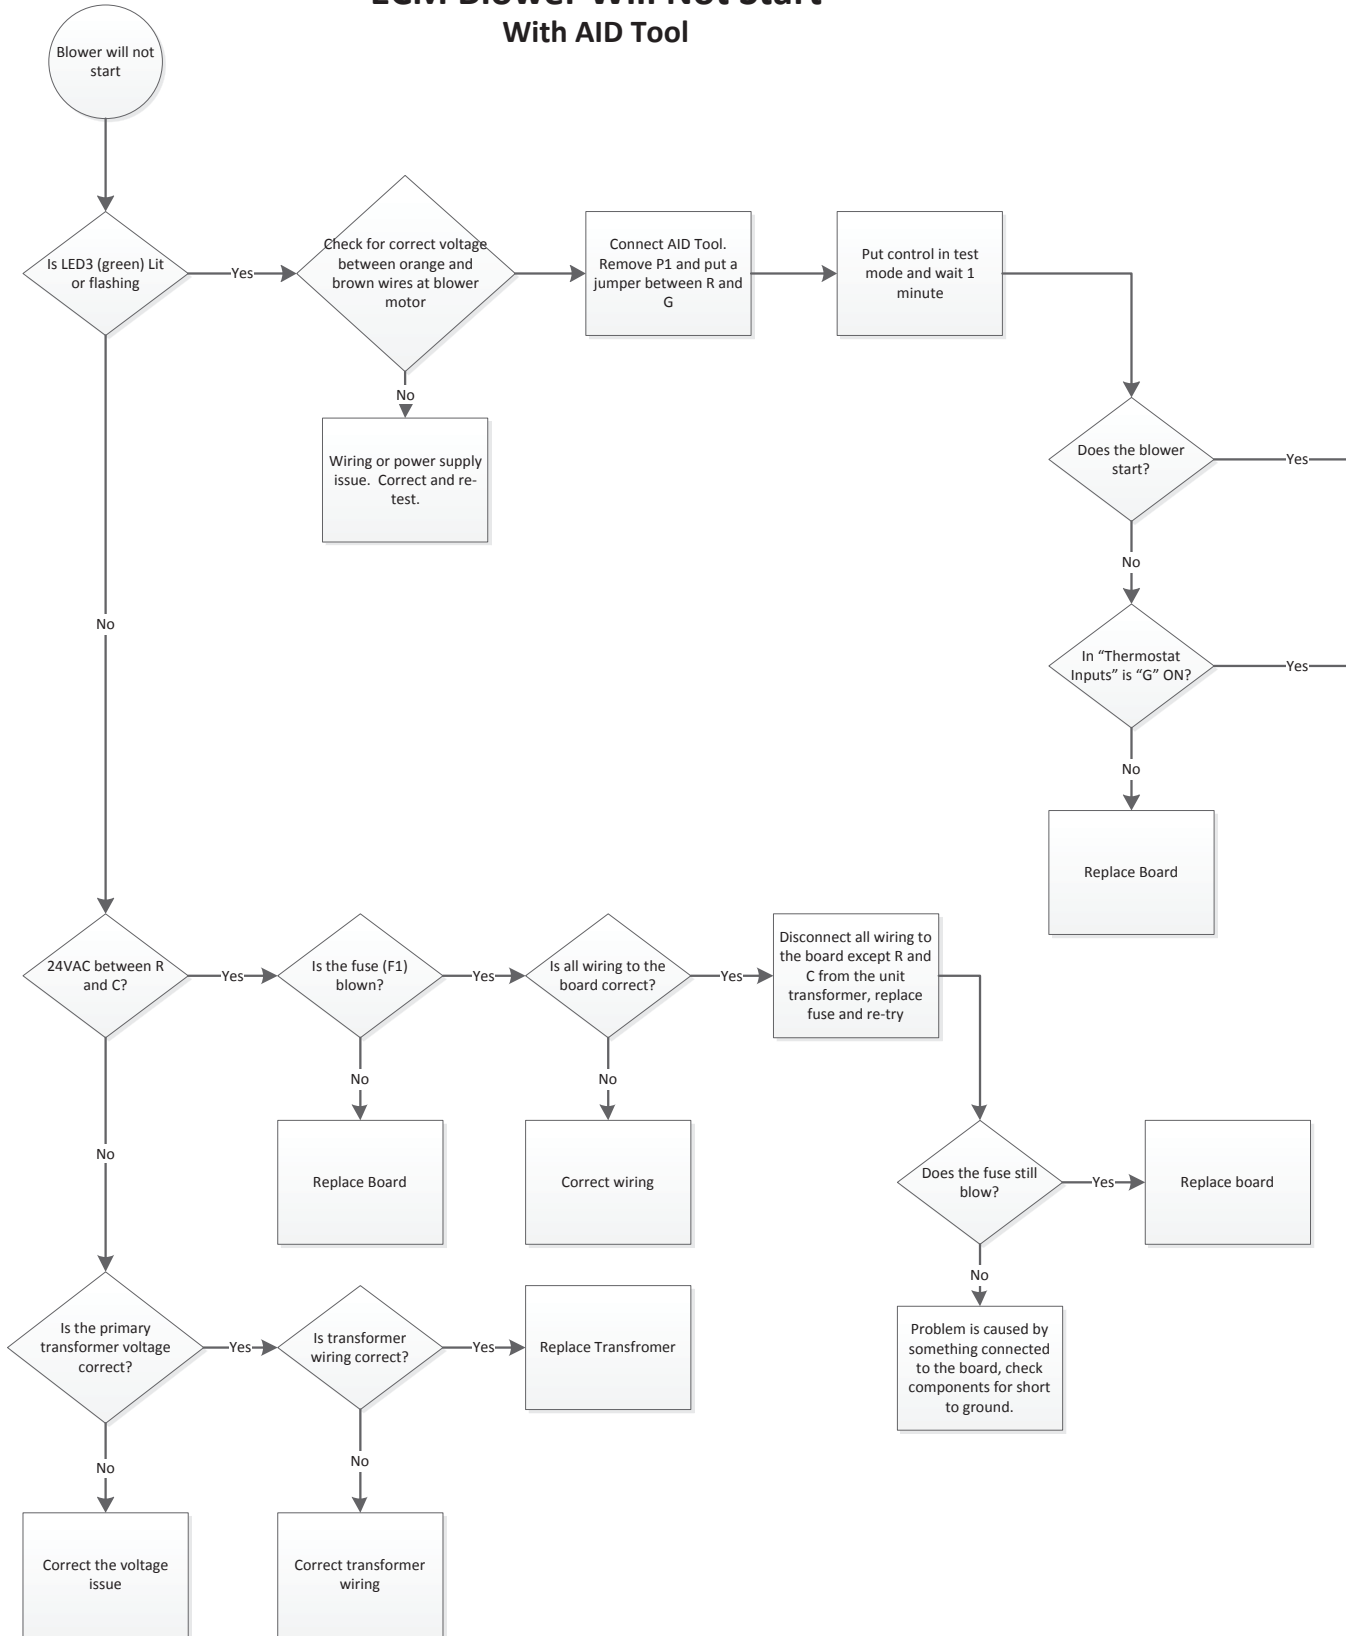 ECM Blower Will Not Start
With AID Tool
Blower will not
start
Is LED3 (green) Lit
or flashing
Yes
Check for correct voltage
between orange and
brown wires at blower
motor
Connect AID Tool.
Remove P1 and put a
jumper between R and
G
Put control in test
mode and wait 1
minute
No
Wiring or power supply
issue.  Correct and re-
test.
Does the blower
start?
Yes
No
In “Thermostat
Inputs” is “G” ON?
Yes
No
Replace Board
No
24VAC between R
and C?
Yes
Is the fuse (F1)
blown?
Yes
Is all wiring to the
board correct?
Yes
Disconnect all wiring to
the board except R and
C from the unit
transformer, replace
fuse and re-try
No
Replace Board
No
Correct wiring
Does the fuse still
blow?
Yes
Replace board
No
Problem is caused by
something connected
to the board, check
components for short
to ground.
No
Is the primary
transformer voltage
correct?
Yes
Is transformer
wiring correct?
Yes
Replace Transfromer
No
Correct the voltage
issue
No
Correct transformer
wiring